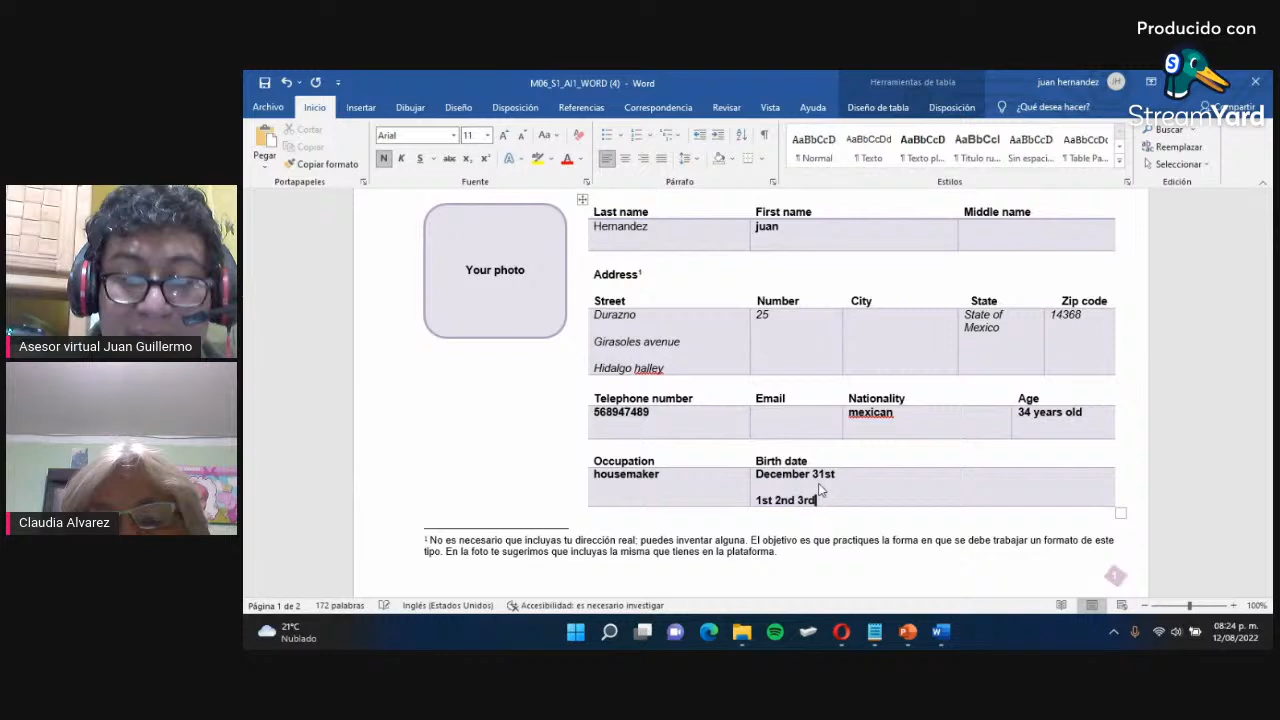 Producido con
StreamYard
M06_S1_AI1_WORD (4) - Word
Herramientas de tabla
juan hernandez
JH
Archivo Inicio Insertar Dibujar Diseño Disposición Referencias Correspondencia Revisar Vista Ayuda Diseño de tabla Disposición ¿Qué desea hacer?
Pegar
Cortar
Copiar
Copiar formato
Portapapeles
Arial 11
Fuente
Párrafo
AaBbCcD AaBbCcDd AaBbCcD AaBbCcI AaBbCcD AaBbCcDc
¶ Normal ¶ Texto ¶ Texto pl... ¶ Título ru... ¶ Sin espaci... ¶ Table Pa...
Estilos
Buscar
Reemplazar
Seleccionar
Edición
Your photo
Last name First name Middle name
Hernandez juan
Address¹
Street Number City State Zip code
Durazno 25 State of Mexico 14368
Girasoles avenue
Hidalgo halley
Telephone number Email Nationality Age
568947489 mexican 34 years old
Occupation Birth date
housemaker December 31st
1st 2nd 3rd
¹ No es necesario que incluyas tu dirección real; puedes inventar alguna. El objetivo es que practiques la forma en que se debe trabajar un formato de este
tipo. En la foto te sugerimos que incluyas la misma que tienes en la plataforma.
1
Asesor virtual Juan Guillermo
Claudia Alvarez
Página 1 de 2 172 palabras Inglés (Estados Unidos) Accesibilidad: es necesario investigar 100%
21°C
Nublado
08:24 p. m.
12/08/2022